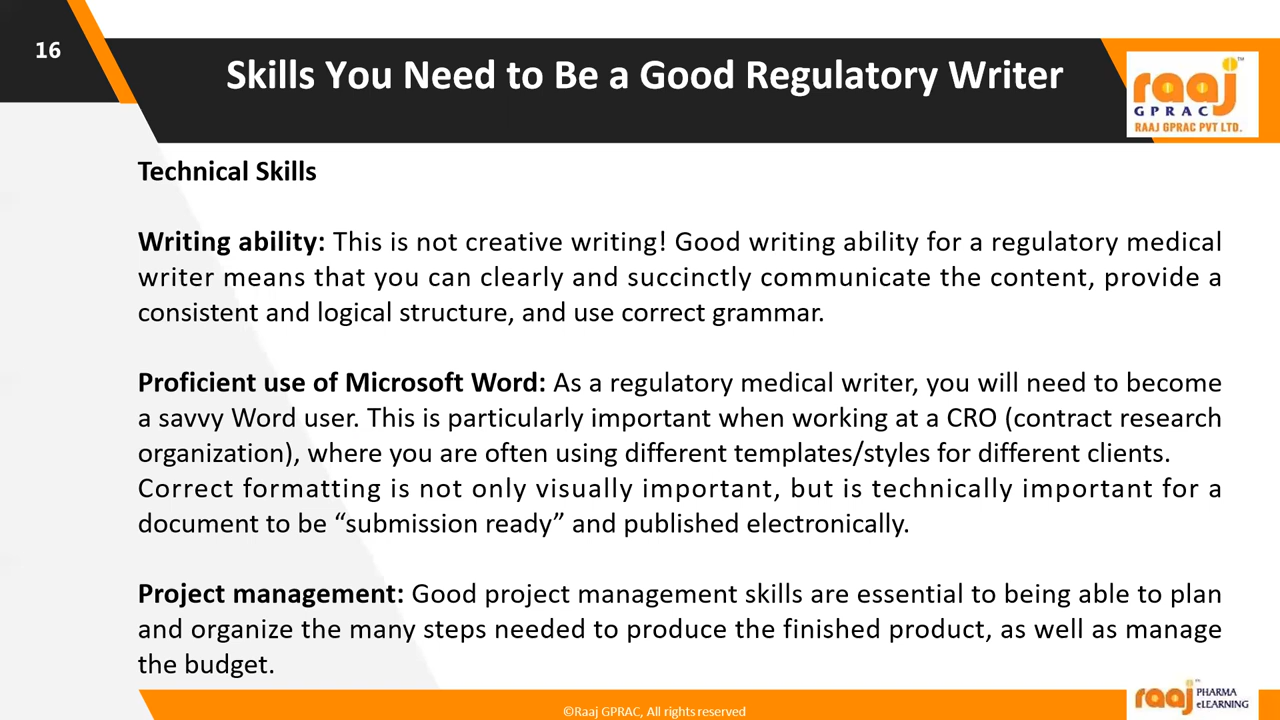 16
Skills You Need to Be a Good Regulatory Writer
raaj™
GPRAC
RAAJ GPRAC PVT LTD.
Technical Skills
Writing ability: This is not creative writing! Good writing ability for a regulatory medical
writer means that you can clearly and succinctly communicate the content, provide a
consistent and logical structure, and use correct grammar.
Proficient use of Microsoft Word: As a regulatory medical writer, you will need to become
a savvy Word user. This is particularly important when working at a CRO (contract research
organization), where you are often using different templates/styles for different clients.
Correct formatting is not only visually important, but is technically important for a
document to be “submission ready” and published electronically.
Project management: Good project management skills are essential to being able to plan
and organize the many steps needed to produce the finished product, as well as manage
the budget.
©Raaj GPRAC, All rights reserved
raaj™ PHARMA
eLEARNING